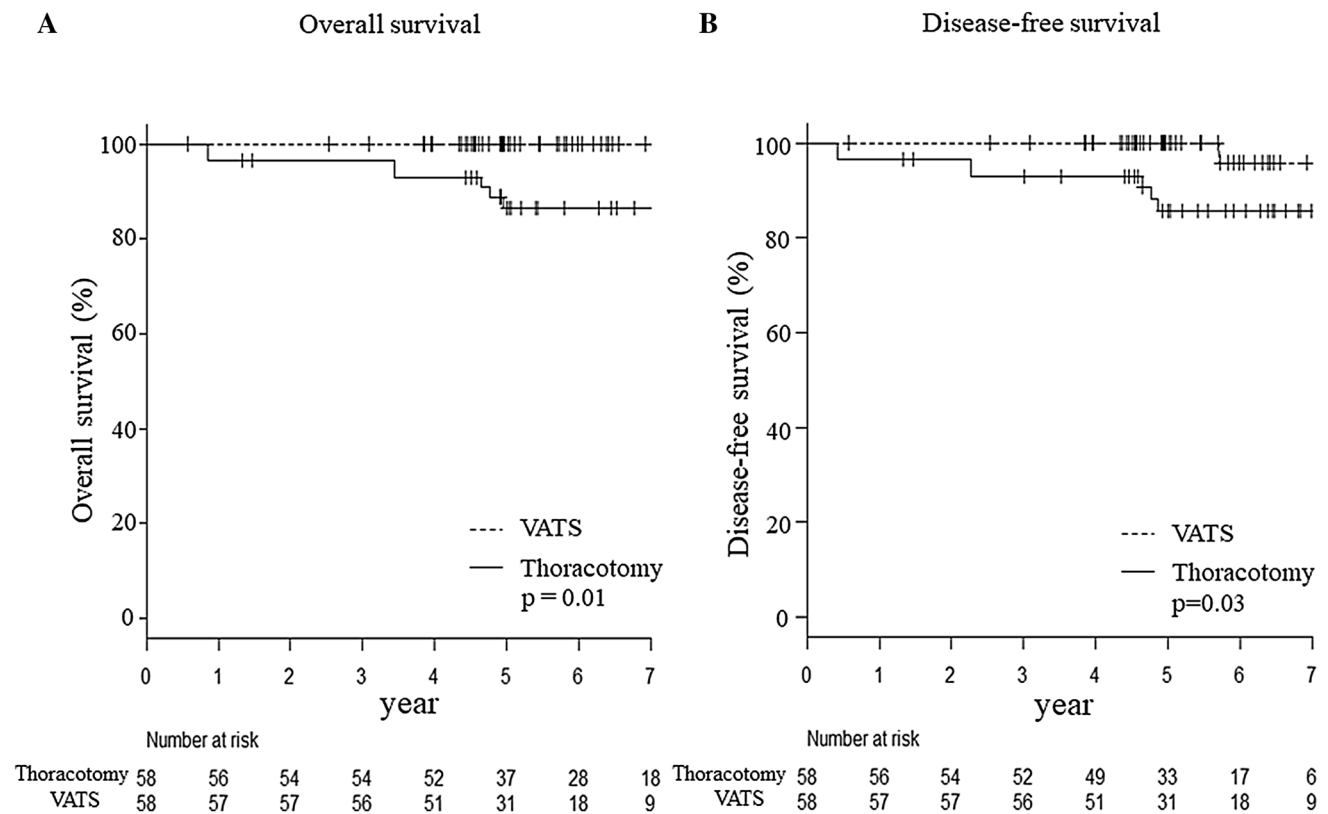 A
Overall survival
100
80
60
40
20
0
Overall survival (%)
VATS
Thoracotomy
p = 0.01
0 1 2 3 4 5 6 7
year
Number at risk
Thoracotomy 58 56 54 54 52 37 28 18
VATS 58 57 57 56 51 31 18 9
B
Disease-free survival
100
80
60
40
20
0
Disease-free survival (%)
VATS
Thoracotomy
p=0.03
0 1 2 3 4 5 6 7
year
Number at risk
Thoracotomy 58 56 54 52 49 33 17 6
VATS 58 57 57 56 51 31 18 9